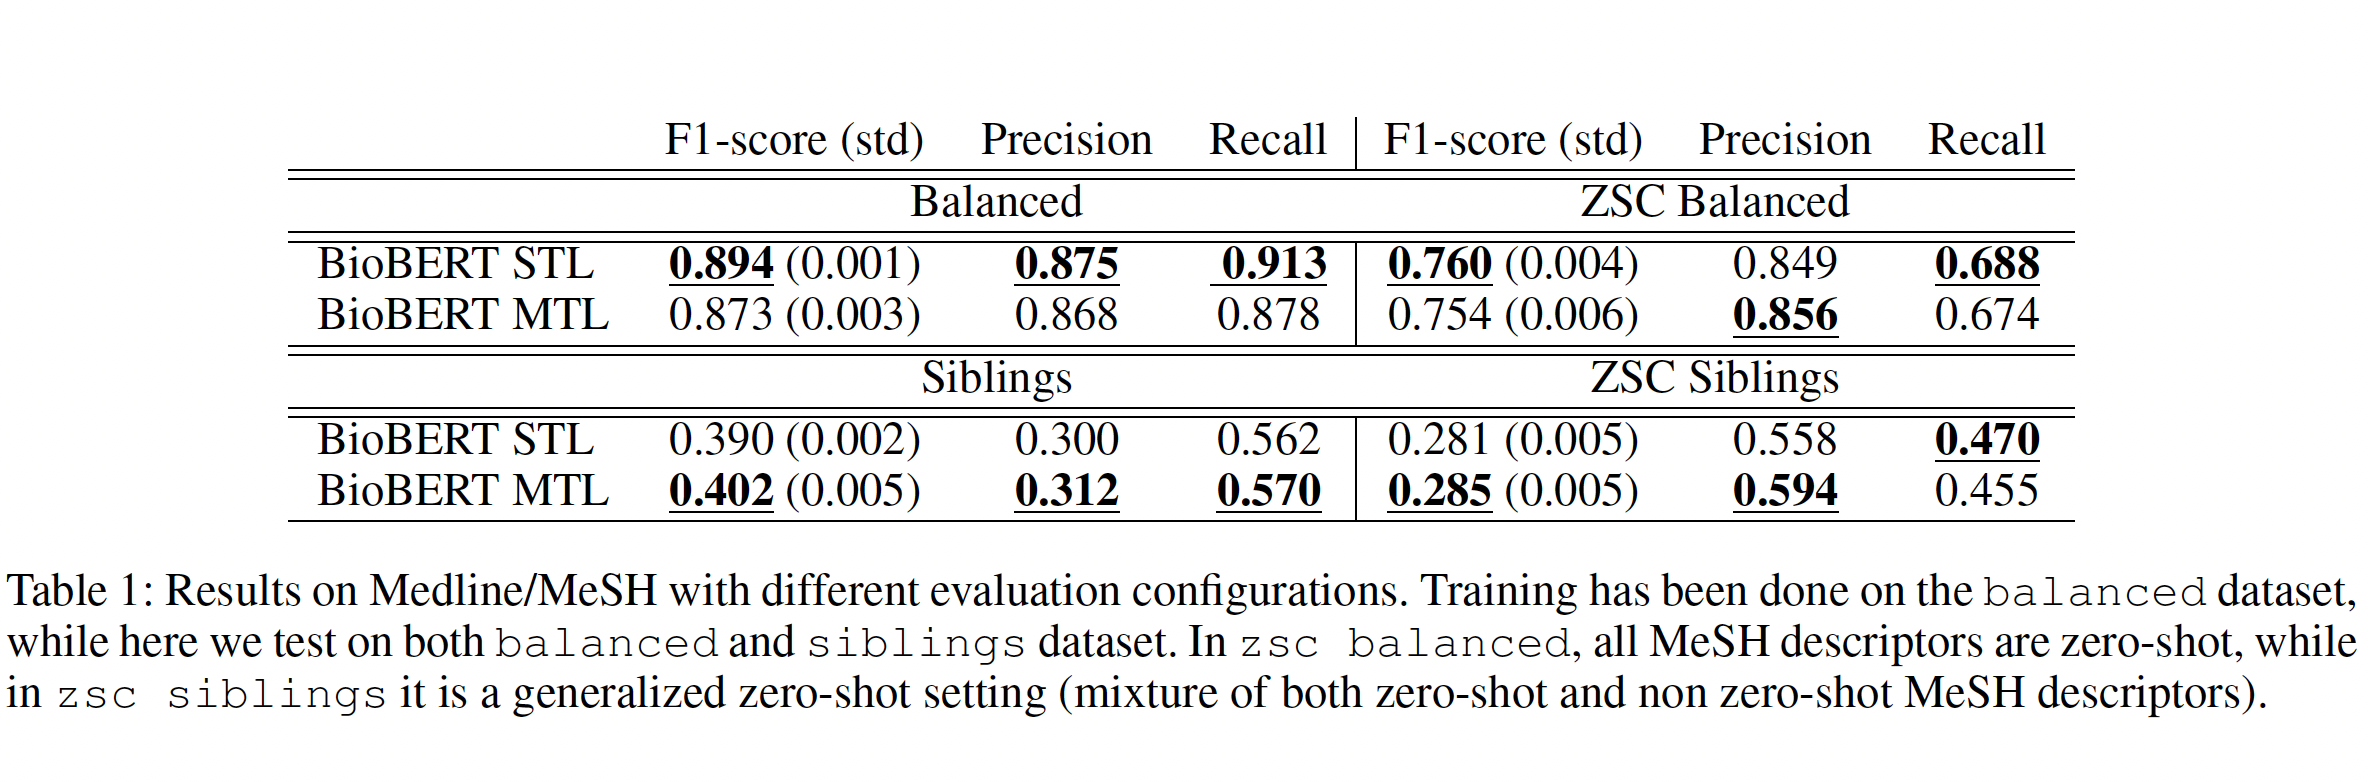 F1-score (std) Precision Recall F1-score (std) Precision Recall
Balanced ZSC Balanced
BioBERT STL 0.894 (0.001) 0.875 0.913 0.760 (0.004) 0.849 0.688
BioBERT MTL 0.873 (0.003) 0.868 0.878 0.754 (0.006) 0.856 0.674
Siblings ZSC Siblings
BioBERT STL 0.390 (0.002) 0.300 0.562 0.281 (0.005) 0.558 0.470
BioBERT MTL 0.402 (0.005) 0.312 0.570 0.285 (0.005) 0.594 0.455
Table 1: Results on Medline/MeSH with different evaluation configurations. Training has been done on the balanced dataset,
while here we test on both balanced and siblings dataset. In zsc balanced, all MeSH descriptors are zero-shot, while
in zsc siblings it is a generalized zero-shot setting (mixture of both zero-shot and non zero-shot MeSH descriptors).